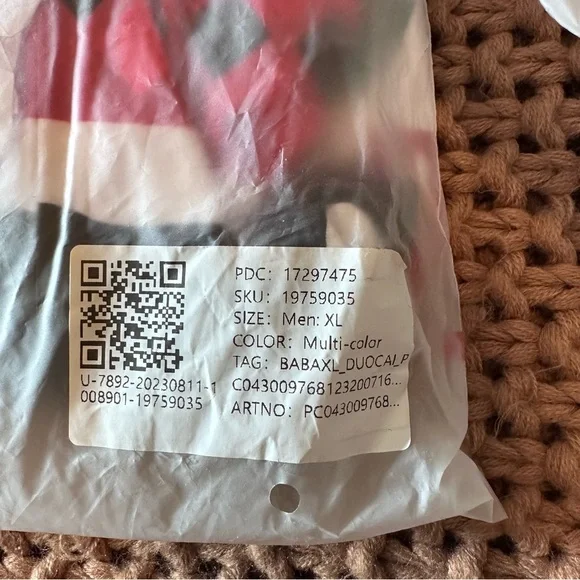 PDC: 17297475
SKU: 19759035
SIZE: Men: XL
COLOR: Multi-color
TAG: BABAXL_DUOCAI_P
C043009768123200716...
ARTNO: PC043009768...
U-7892-20230811-1
008901-19759035